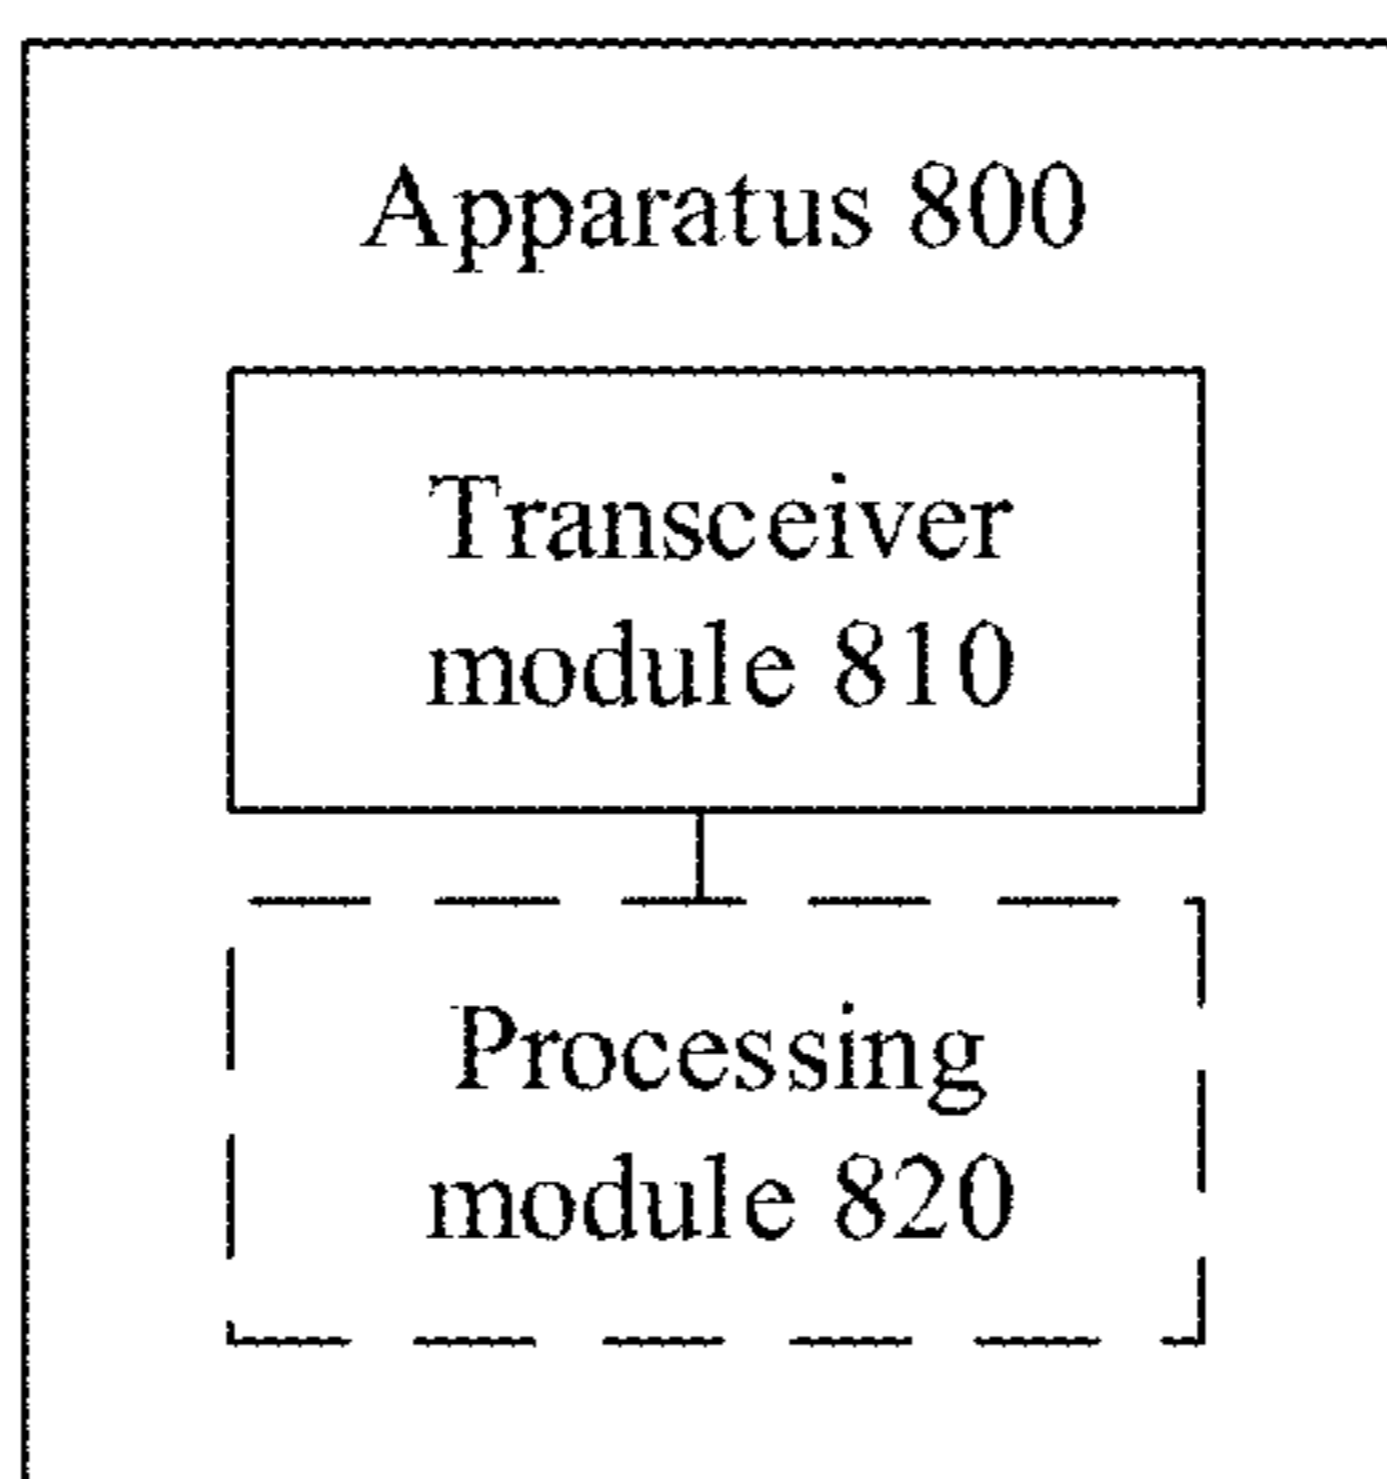 Apparatus 800
Transceiver
module 810
Processing
module 820